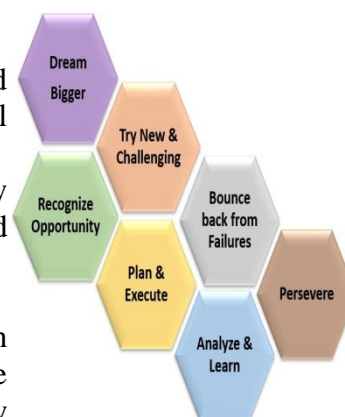 Dream
Bigger
Try New &
Challenging
Recognize
Opportunity
Bounce
back from
Failures
Plan &
Execute
Persevere
Analyze &
Learn